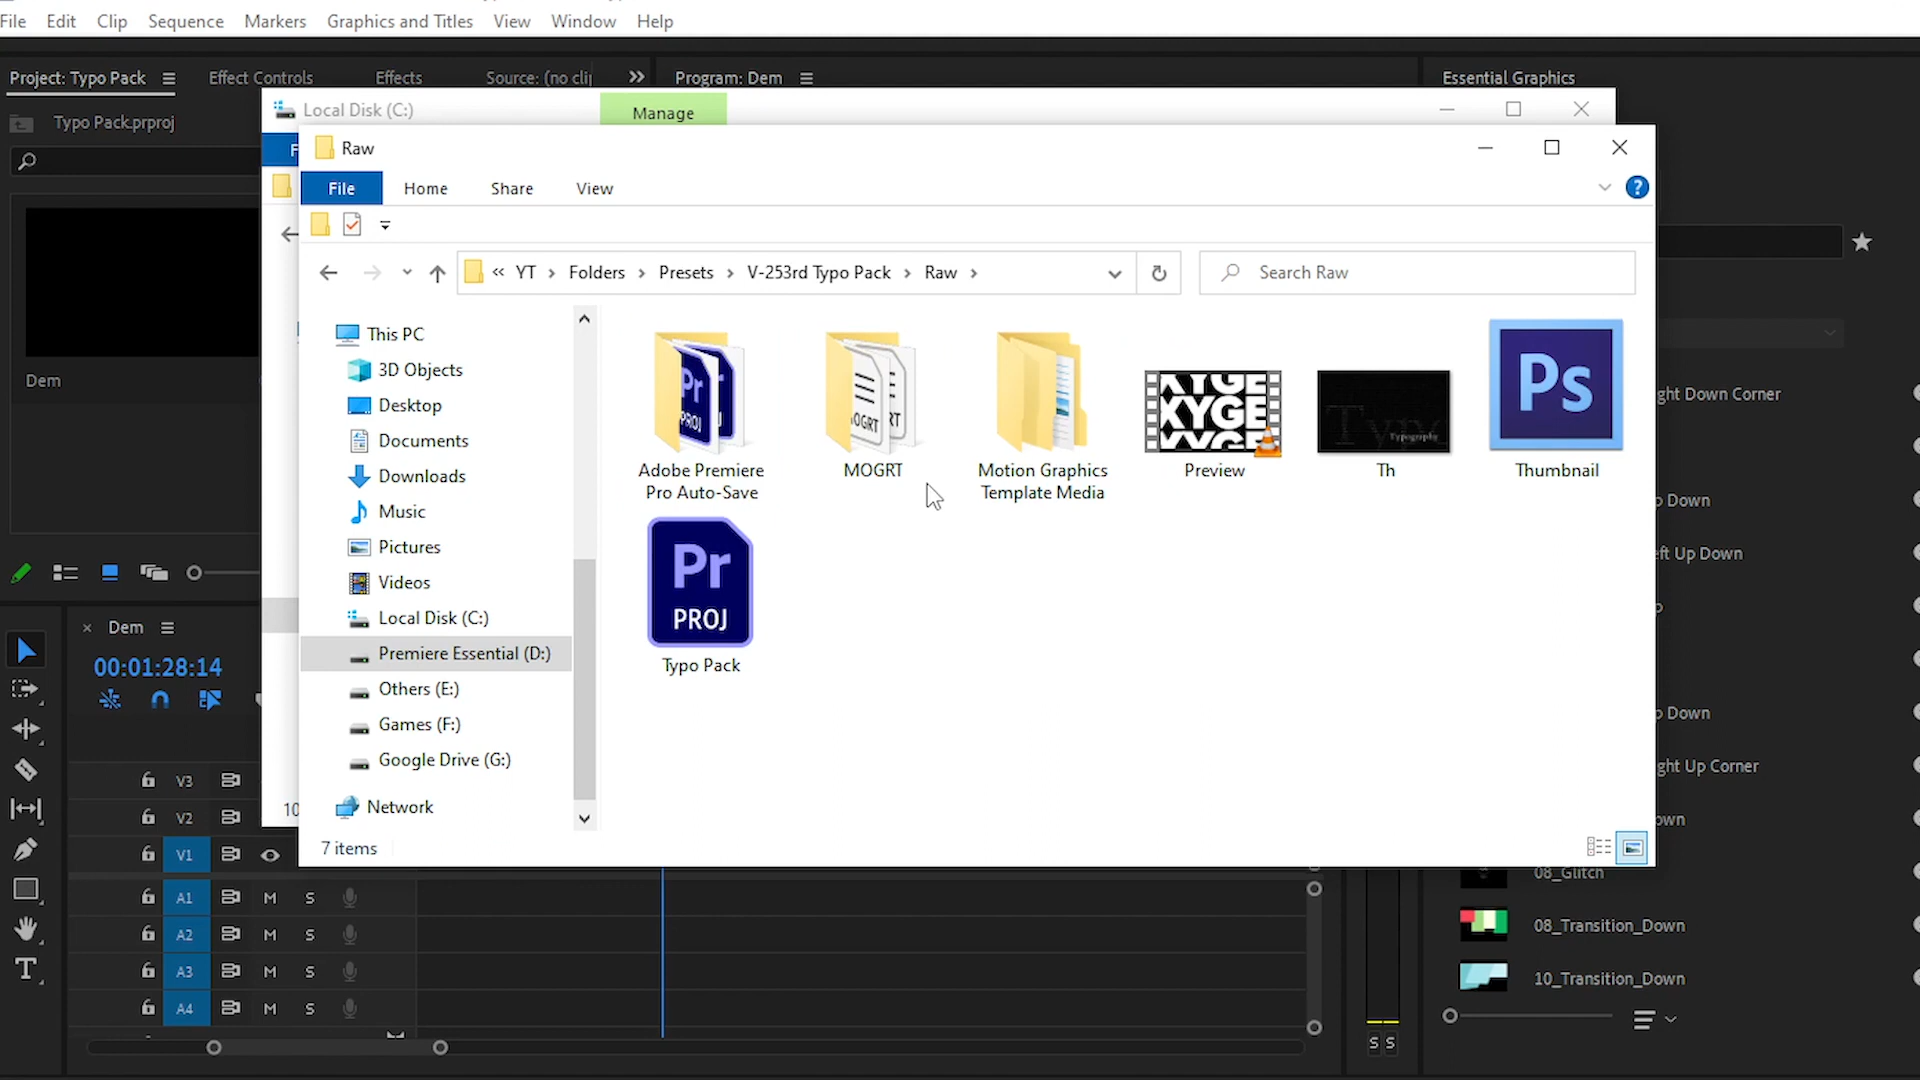 File Edit Clip Sequence Markers Graphics and Titles View Window Help
Project: Typo Pack Effect Controls Effects Source: (no cli Program: Dem Essential Graphics
Local Disk (C:) Manage
Typo Pack.prproj
F Raw
File Home Share View
« YT Folders Presets V-253rd Typo Pack Raw Search Raw
This PC
3D Objects
Desktop
Documents
Downloads
Music
Pictures
Videos
Local Disk (C:)
Premiere Essential (D:)
Others (E:)
Games (F:)
Google Drive (G:)
Network
Adobe Premiere
Pro Auto-Save
MOGRT
Motion Graphics
Template Media
Preview
Th
Thumbnail
Pr
PROJ
Typo Pack
XYGE
Typography
Ps
7 items
10
Dem
Dem
00:01:28:14
V3
V2
V1
A1 M S
A2 M S
A3 M S
A4 M S
S S
ght Down Corner
p Down
eft Up Down
p
p Down
ght Up Corner
own
08_Glitch
08_Transition_Down
10_Transition_Down